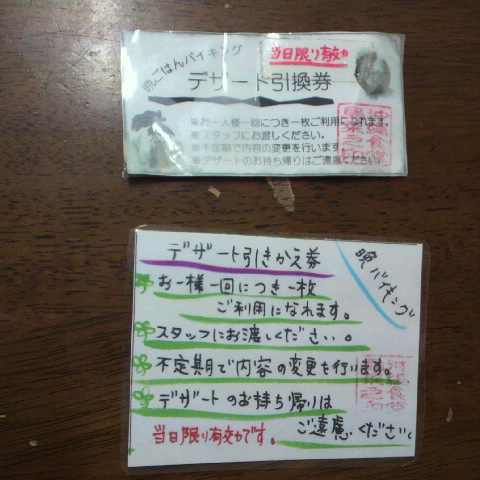 晩ごはんバイキング
当日限り有効
デザート引換券
※お一人様一回につき一枚ご利用になれます。
※スタッフにお渡しください。
※不定期で内容の変更を行います
※デザートのお持ち帰りはご遠慮ください
デザート引きかえ券
晩バイキング
お一様一回につき一枚
ご利用になれます。
スタッフにお渡しください。
不定期で内容の変更を行います。
デザートのお持ち帰りは
ご遠慮ください
当日限り有効です。